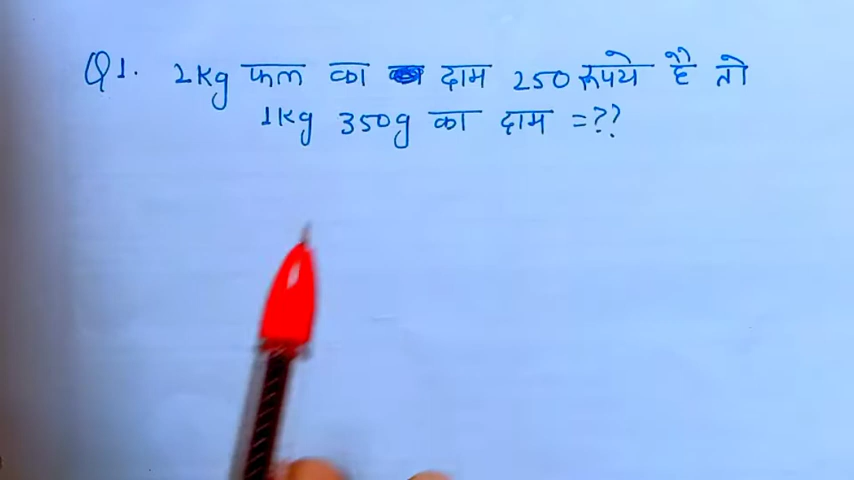 Q1. 2kg फल का दाम 250 रूपये है तो
1kg 350g का दाम =??